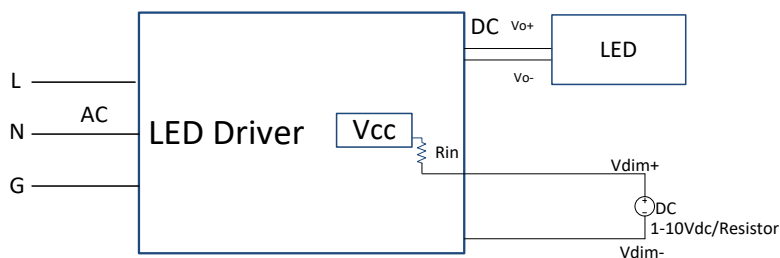 DC Vo+
LED
Vo-
L
AC
N
LED Driver
Vcc
Rin
G
Vdim+
DC
1-10Vdc/Resistor
Vdim-